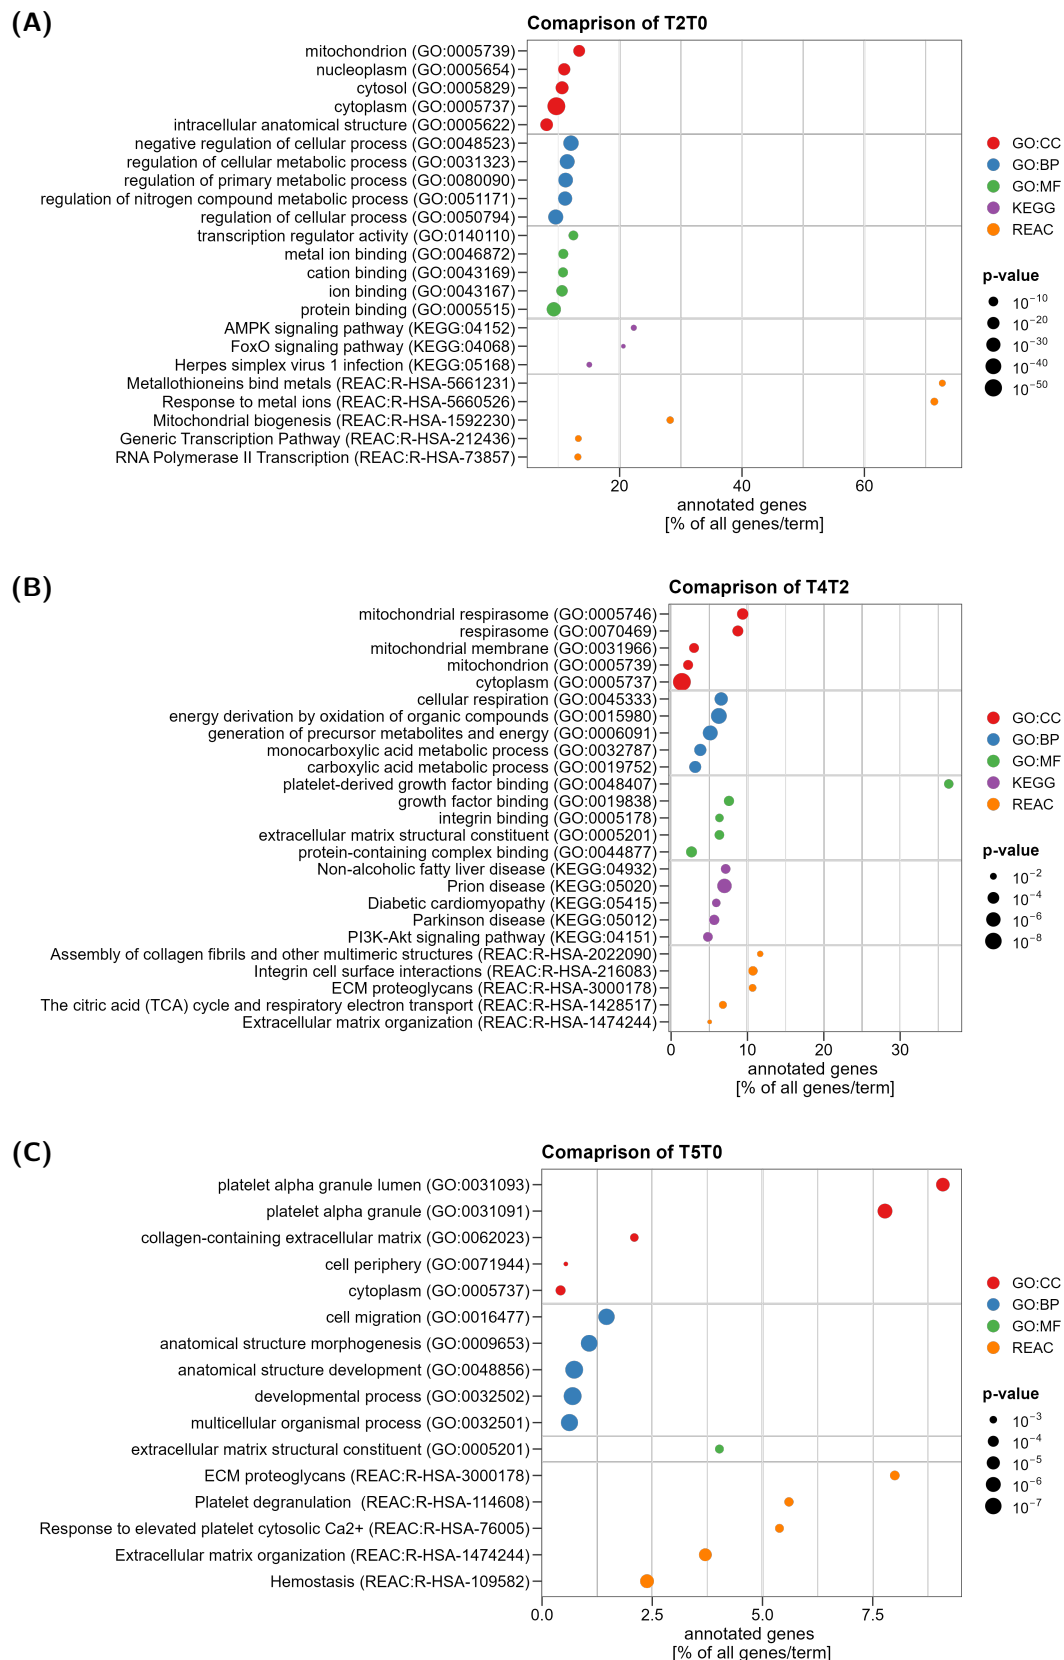 (A)
Comaprison of T2T0
mitochondrion (GO:0005739)
nucleoplasm (GO:0005654)
cytosol (GO:0005829)
cytoplasm (GO:0005737)
intracellular anatomical structure (GO:0005622)
negative regulation of cellular process (GO:0048523)
regulation of cellular metabolic process (GO:0031323)
regulation of primary metabolic process (GO:0080090)
regulation of nitrogen compound metabolic process (GO:0051171)
regulation of cellular process (GO:0050794)
transcription regulator activity (GO:0140110)
metal ion binding (GO:0046872)
cation binding (GO:0043169)
ion binding (GO:0043167)
protein binding (GO:0005515)
AMPK signaling pathway (KEGG:04152)
FoxO signaling pathway (KEGG:04068)
Herpes simplex virus 1 infection (KEGG:05168)
Metallothioneins bind metals (REAC:R-HSA-5661231)
Response to metal ions (REAC:R-HSA-5660526)
Mitochondrial biogenesis (REAC:R-HSA-1592230)
Generic Transcription Pathway (REAC:R-HSA-212436)
RNA Polymerase II Transcription (REAC:R-HSA-73857)
20 40 60
annotated genes
[% of all genes/term]
GO:CC
GO:BP
GO:MF
KEGG
REAC
p-value
10−10
10−20
10−30
10−40
10−50
(B)
Comaprison of T4T2
mitochondrial respirasome (GO:0005746)
respirasome (GO:0070469)
mitochondrial membrane (GO:0031966)
mitochondrion (GO:0005739)
cytoplasm (GO:0005737)
cellular respiration (GO:0045333)
energy derivation by oxidation of organic compounds (GO:0015980)
generation of precursor metabolites and energy (GO:0006091)
monocarboxylic acid metabolic process (GO:0032787)
carboxylic acid metabolic process (GO:0019752)
platelet-derived growth factor binding (GO:0048407)
growth factor binding (GO:0019838)
integrin binding (GO:0005178)
extracellular matrix structural constituent (GO:0005201)
protein-containing complex binding (GO:0044877)
Non-alcoholic fatty liver disease (KEGG:04932)
Prion disease (KEGG:05020)
Diabetic cardiomyopathy (KEGG:05415)
Parkinson disease (KEGG:05012)
PI3K-Akt signaling pathway (KEGG:04151)
Assembly of collagen fibrils and other multimeric structures (REAC:R-HSA-2022090)
Integrin cell surface interactions (REAC:R-HSA-216083)
ECM proteoglycans (REAC:R-HSA-3000178)
The citric acid (TCA) cycle and respiratory electron transport (REAC:R-HSA-1428517)
Extracellular matrix organization (REAC:R-HSA-1474244)
0 10 20 30
annotated genes
[% of all genes/term]
GO:CC
GO:BP
GO:MF
KEGG
REAC
p-value
10−2
10−4
10−6
10−8
(C)
Comaprison of T5T0
platelet alpha granule lumen (GO:0031093)
platelet alpha granule (GO:0031091)
collagen-containing extracellular matrix (GO:0062023)
cell periphery (GO:0071944)
cytoplasm (GO:0005737)
cell migration (GO:0016477)
anatomical structure morphogenesis (GO:0009653)
anatomical structure development (GO:0048856)
developmental process (GO:0032502)
multicellular organismal process (GO:0032501)
extracellular matrix structural constituent (GO:0005201)
ECM proteoglycans (REAC:R-HSA-3000178)
Platelet degranulation (REAC:R-HSA-114608)
Response to elevated platelet cytosolic Ca2+ (REAC:R-HSA-76005)
Extracellular matrix organization (REAC:R-HSA-1474244)
Hemostasis (REAC:R-HSA-109582)
0.0 2.5 5.0 7.5
annotated genes
[% of all genes/term]
GO:CC
GO:BP
GO:MF
REAC
p-value
10−3
10−4
10−5
10−6
10−7